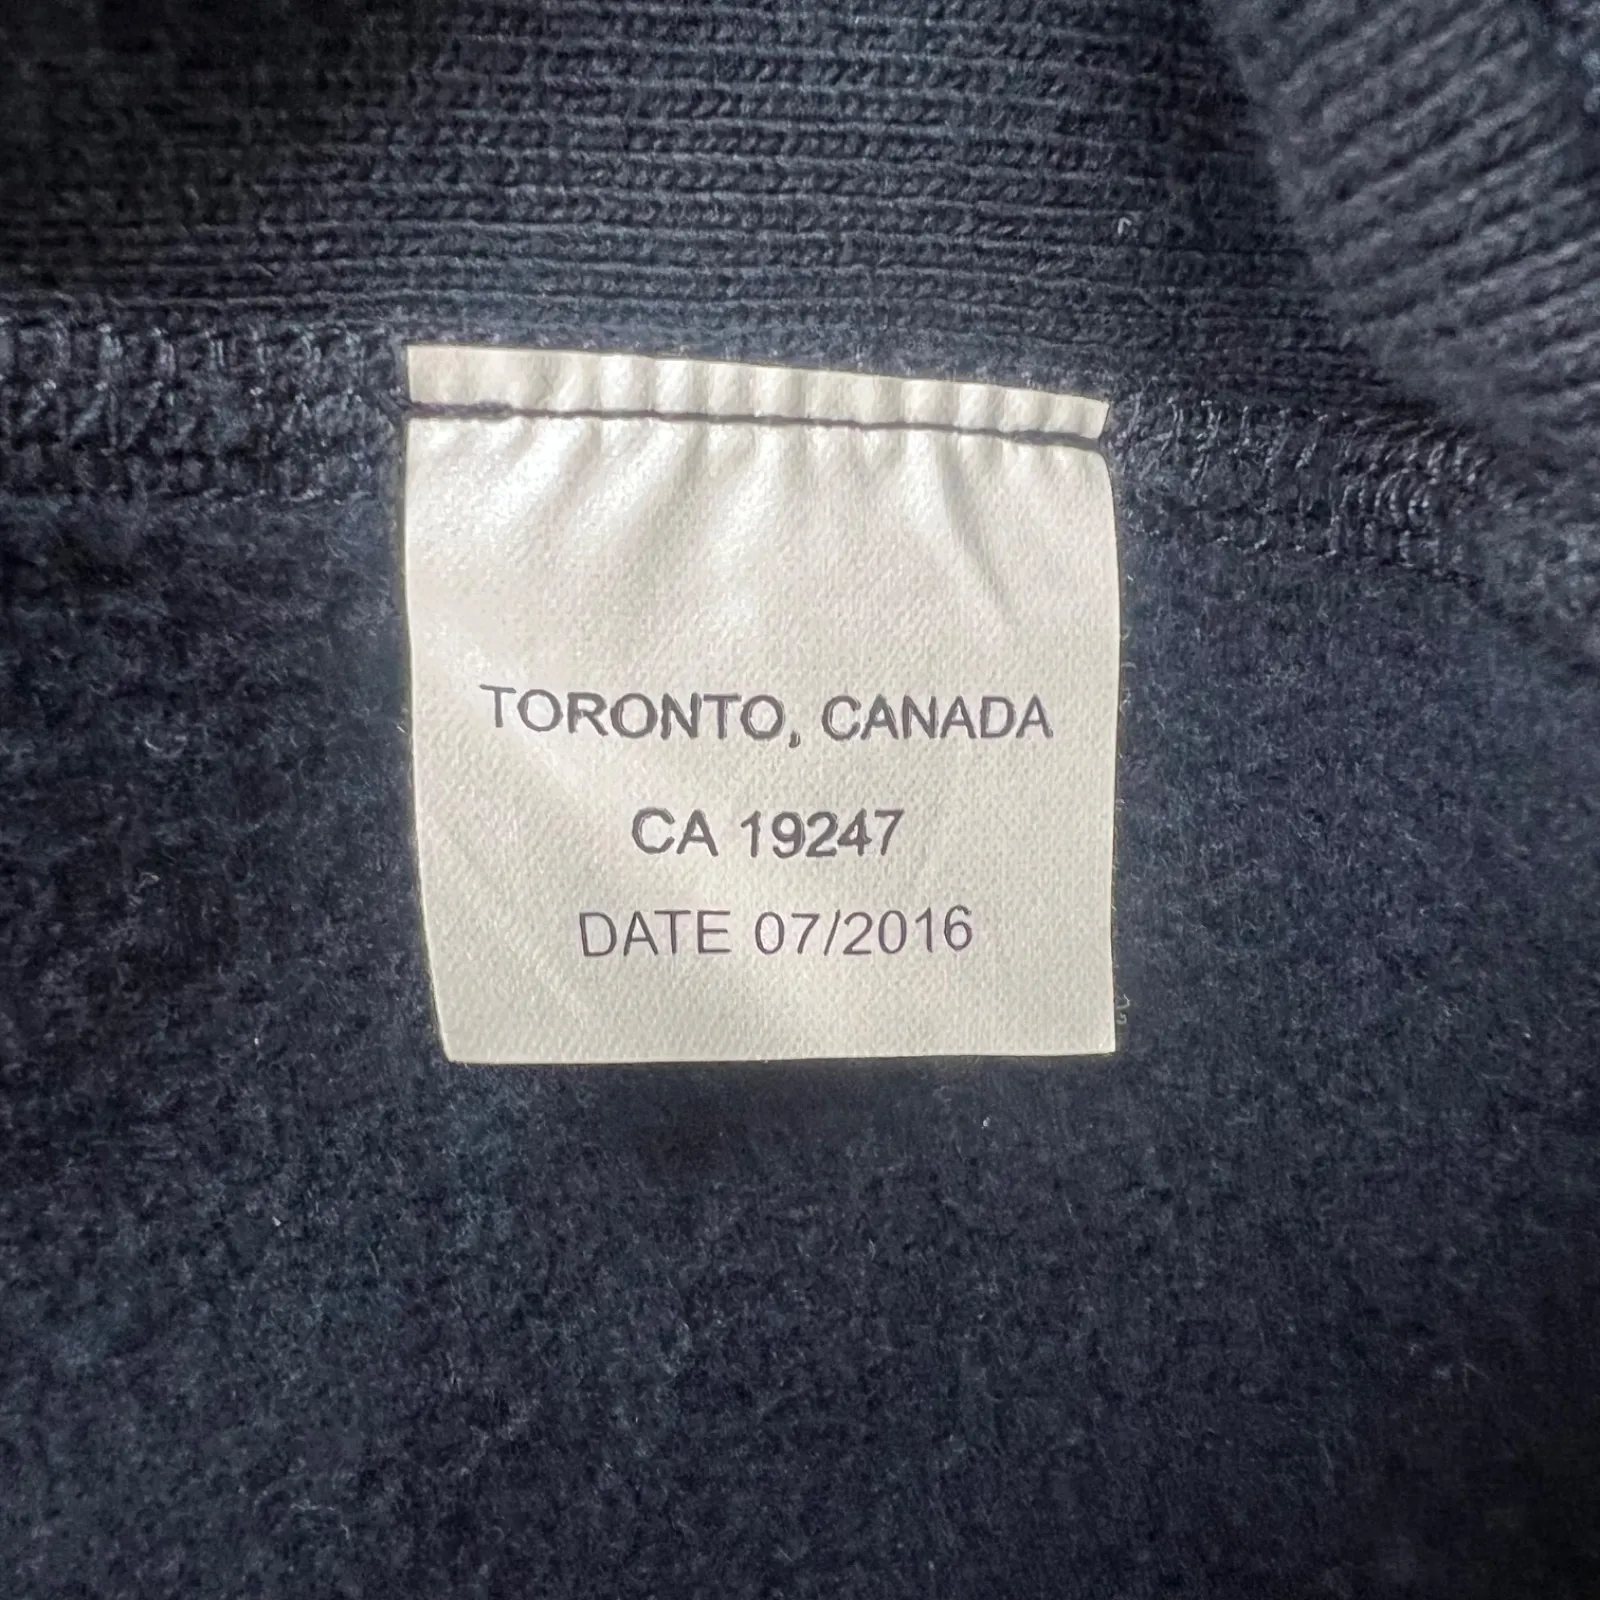 TORONTO, CANADA
CA 19247
DATE 07/2016